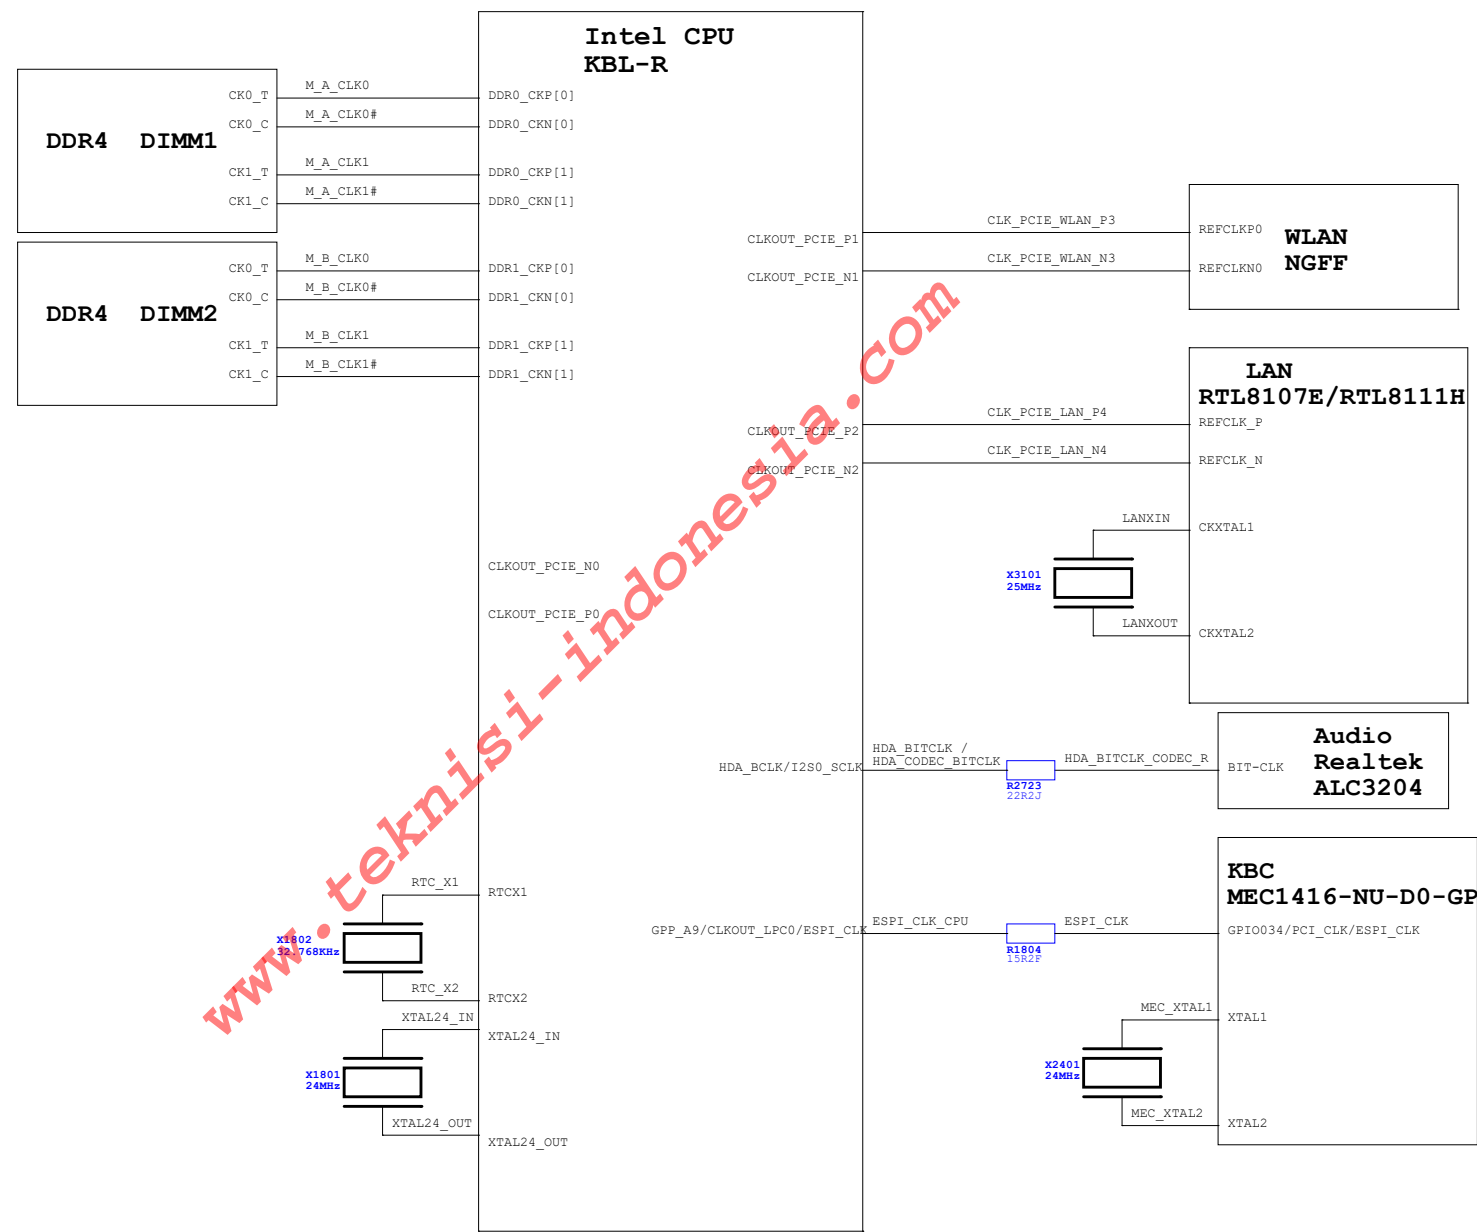 Intel CPU
KBL-R
DDR4 DIMM1
CK0_T
M_A_CLK0
DDR0_CKP[0]
CK0_C
M_A_CLK0#
DDR0_CKN[0]
CK1_T
M_A_CLK1
DDR0_CKP[1]
CK1_C
M_A_CLK1#
DDR0_CKN[1]
DDR4 DIMM2
CK0_T
M_B_CLK0
DDR1_CKP[0]
CK0_C
M_B_CLK0#
DDR1_CKN[0]
CK1_T
M_B_CLK1
DDR1_CKP[1]
CK1_C
M_B_CLK1#
DDR1_CKN[1]
CLKOUT_PCIE_P1
CLK_PCIE_WLAN_P3
REFCLKP0
CLKOUT_PCIE_N1
CLK_PCIE_WLAN_N3
REFCLKN0
WLAN
NGFF
LAN
RTL8107E/RTL8111H
CLKOUT_PCIE_P2
CLK_PCIE_LAN_P4
REFCLK_P
CLKOUT_PCIE_N2
CLK_PCIE_LAN_N4
REFCLK_N
LANXIN
CKXTAL1
X3101
25MHz
LANXOUT
CKXTAL2
CLKOUT_PCIE_N0
CLKOUT_PCIE_P0
HDA_BCLK/I2S0_SCLK
HDA_BITCLK /
HDA_CODEC_BITCLK
R2723
22R2J
HDA_BITCLK_CODEC_R
BIT-CLK
Audio
Realtek
ALC3204
KBC
MEC1416-NU-D0-GP
GPP_A9/CLKOUT_LPC0/ESPI_CLK
ESPI_CLK_CPU
R1804
15R2F
ESPI_CLK
GPIO034/PCI_CLK/ESPI_CLK
MEC_XTAL1
XTAL1
X2401
24MHz
MEC_XTAL2
XTAL2
RTC_X1
RTCX1
X1802
32.768KHz
RTC_X2
RTCX2
XTAL24_IN
XTAL24_IN
X1801
24MHz
XTAL24_OUT
XTAL24_OUT
www.teknisi-indonesia.com